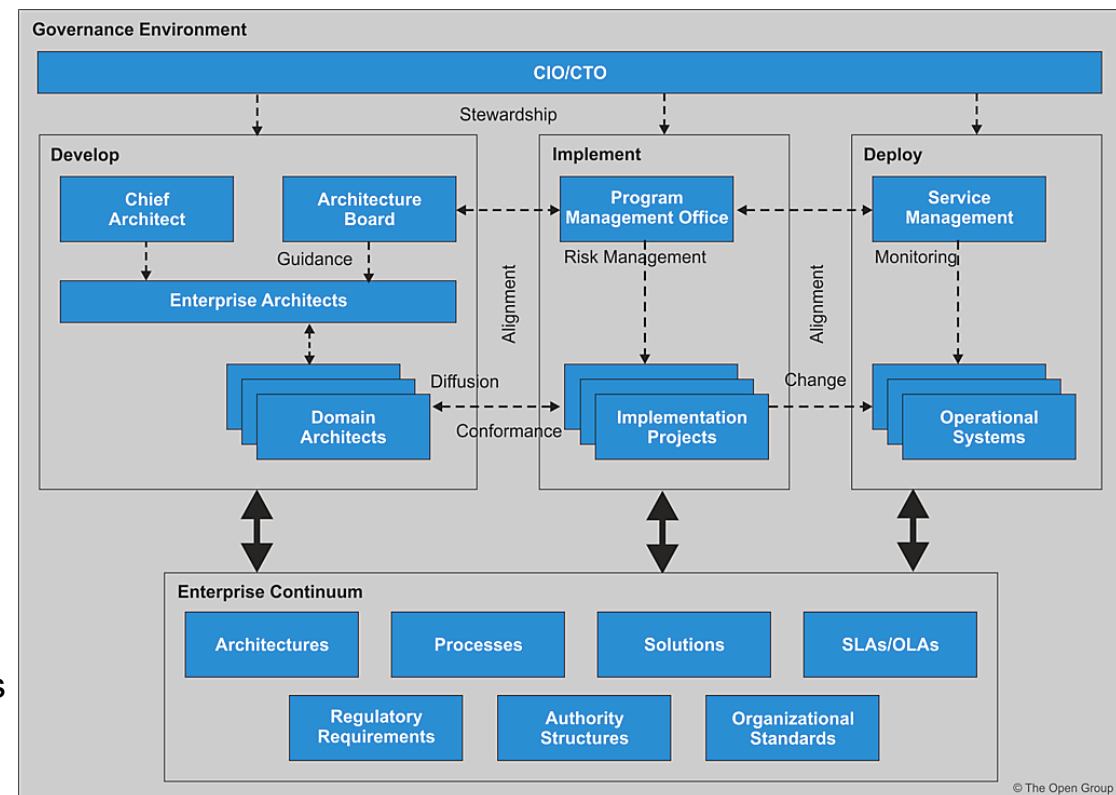 Governance Environment
CIO/CTO
Stewardship
Develop
Implement
Deploy
Chief
Architect
Architecture
Board
Program
Management Office
Service
Management
Guidance
Risk Management
Monitoring
Enterprise Architects
Alignment
Alignment
Diffusion
Change
Domain
Architects
Conformance
Implementation
Projects
Operational
Systems
Enterprise Continuum
Architectures
Processes
Solutions
SLAs/OLAs
s
Regulatory
Requirements
Authority
Structures
Organizational
Standards
© The Open Group